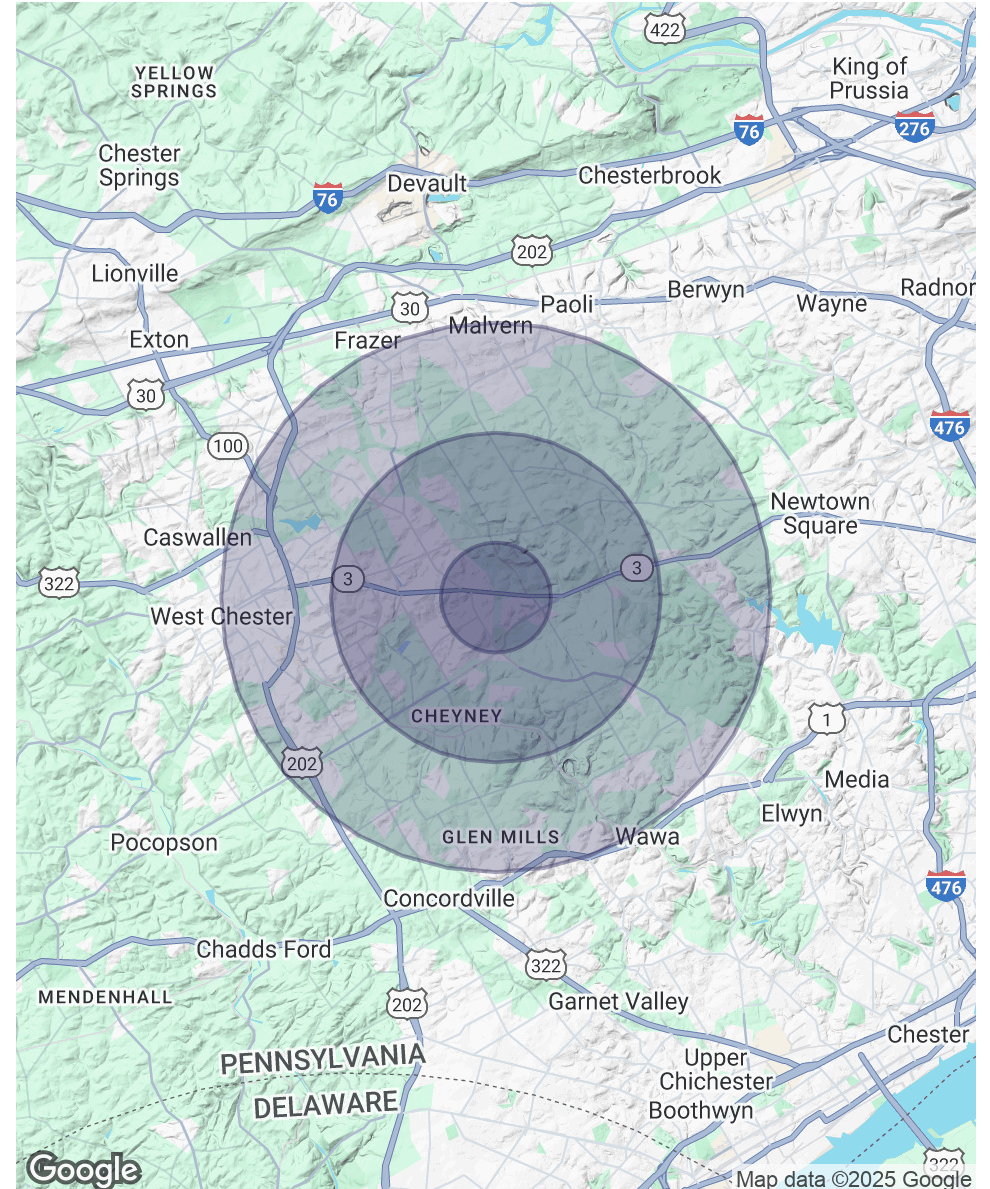 422
King of
Prussia
YELLOW
SPRINGS
76
276
Chester
Springs
Devault
Chesterbrook
76
202
Lionville
Berwyn
Radnor
Paoli
Wayne
30
Malvern
Exton
Frazer
30
476
100
Newtown
Square
Caswallen
322
3
3
West Chester
CHEYNEY
1
202
Media
Elwyn
Pocopson
GLEN MILLS
Wawa
476
Concordville
Chadds Ford
322
MENDENHALL
202
Garnet Valley
Chester
PENNSYLVANIA
Upper
Chichester
DELAWARE
Boothwyn
322
Google
Map data ©2025 Google